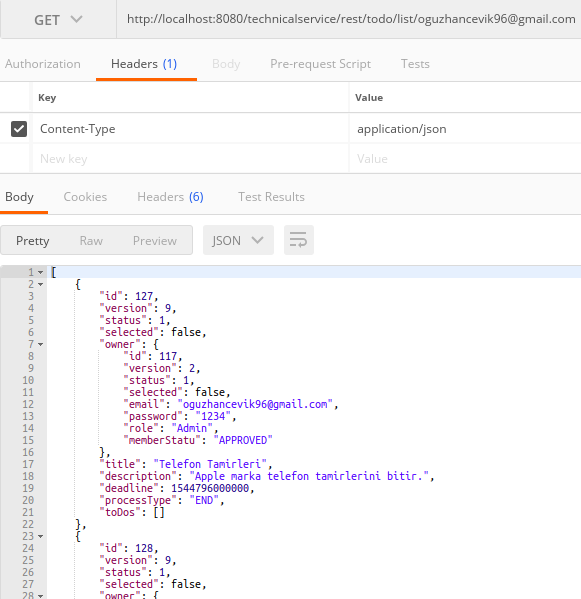 GET http://localhost:8080/technicalservice/rest/todo/list/oguzhancevik96@gmail.com
Authorization Headers (1) Body Pre-request Script Tests
Key Value
Content-Type application/json
New key Value
Body Cookies Headers (6) Test Results
Pretty Raw Preview JSON
1 [
2 {
3 "id": 127,
4 "version": 9,
5 "status": 1,
6 "selected": false,
7 "owner": {
8 "id": 117,
9 "version": 2,
10 "status": 1,
11 "selected": false,
12 "email": "oguzhancevik96@gmail.com",
13 "password": "1234",
14 "role": "Admin",
15 "memberStatu": "APPROVED"
16 },
17 "title": "Telefon Tamirleri",
18 "description": "Apple marka telefon tamirlerini bitir.",
19 "deadline": 1544796000000,
20 "processType": "END",
21 "toDos": []
22 },
23 {
24 "id": 128,
25 "version": 9,
26 "status": 1,
27 "selected": false,
28 "owner": {